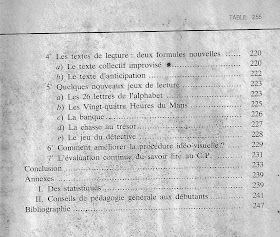 TABLE 255
4° Les textes de lecture : deux formules nouvelles ...... 220
a) Le texte collectif improvisé ✷ ...... 220
b) Le texte d'anticipation ...... 222
5° Quelques nouveaux jeux de lecture ...... 223
a) Les 26 lettres de l'alphabet ...... 223
b) Les Vingt-quatre Heures du Mans ...... 225
c) La banque ...... 226
d) La chasse au trésor ...... 227
e) Le jeu du détective ...... 228
6° Comment améliorer la procédure idéo-visuelle ? ...... 229
7° L'évaluation continue du savoir lire au C.P. ...... 231
Conclusion ...... 233
Annexes ...... 239
I. Des statistiques ...... 239
II. Conseils de pédagogie générale aux débutants ...... 241
Bibliographie ...... 247